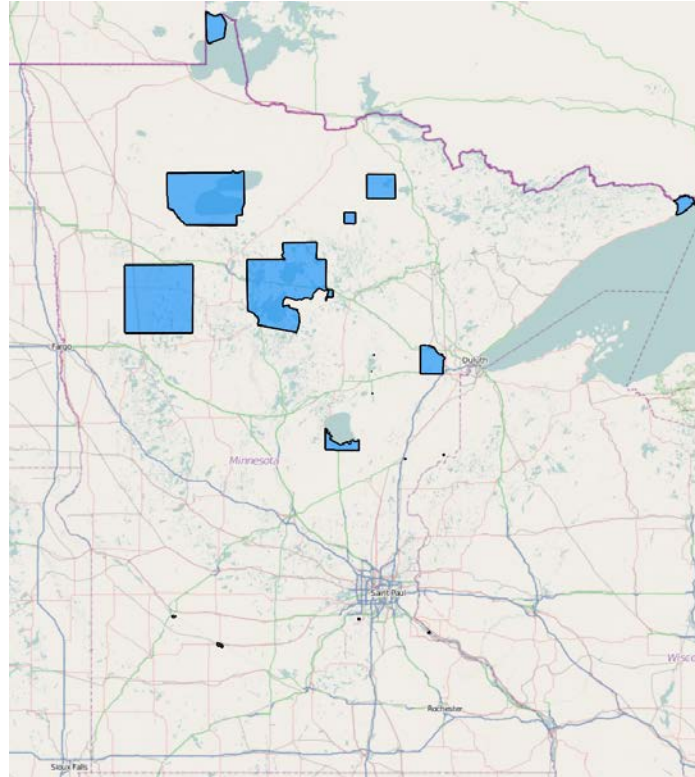 Fargo
Duluth
Minnesota
Saint Paul
Wisco
Rochester
Sioux Falls